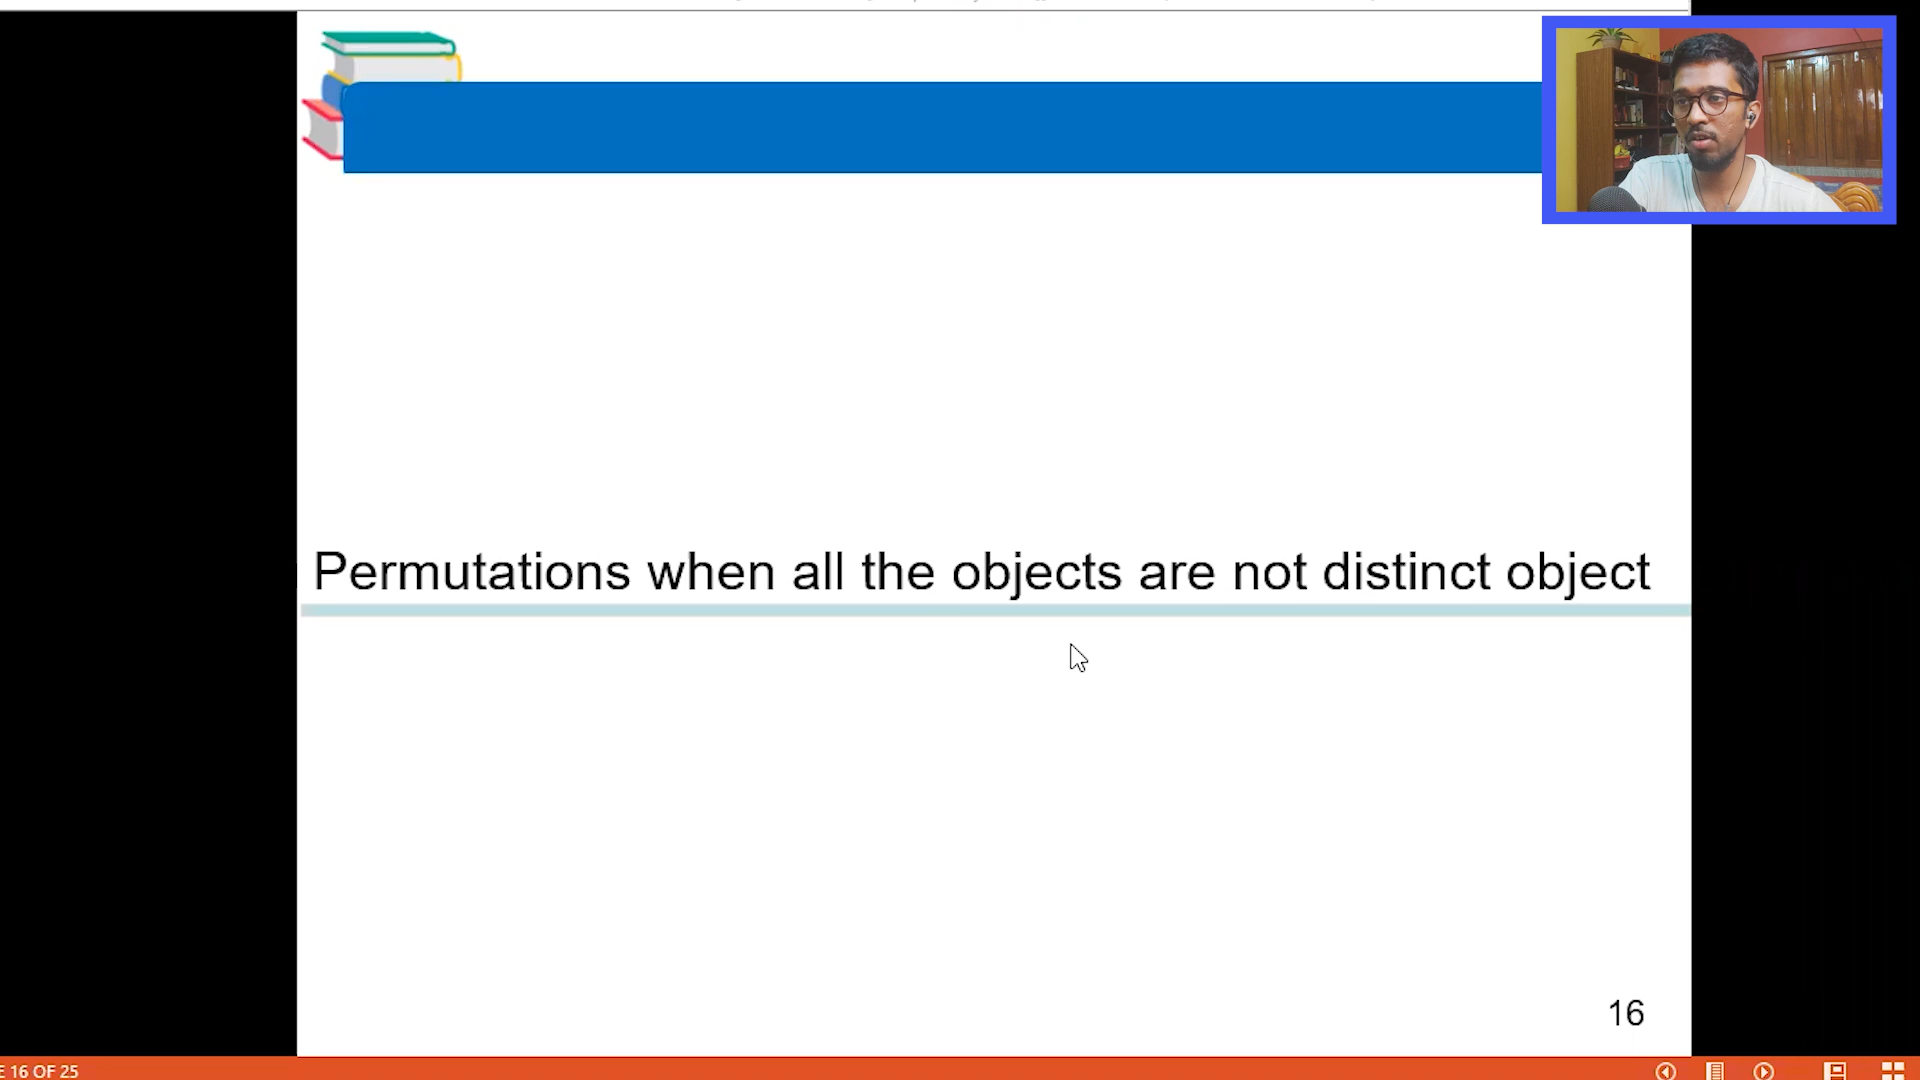 Permutations when all the objects are not distinct object
16
16 OF 25